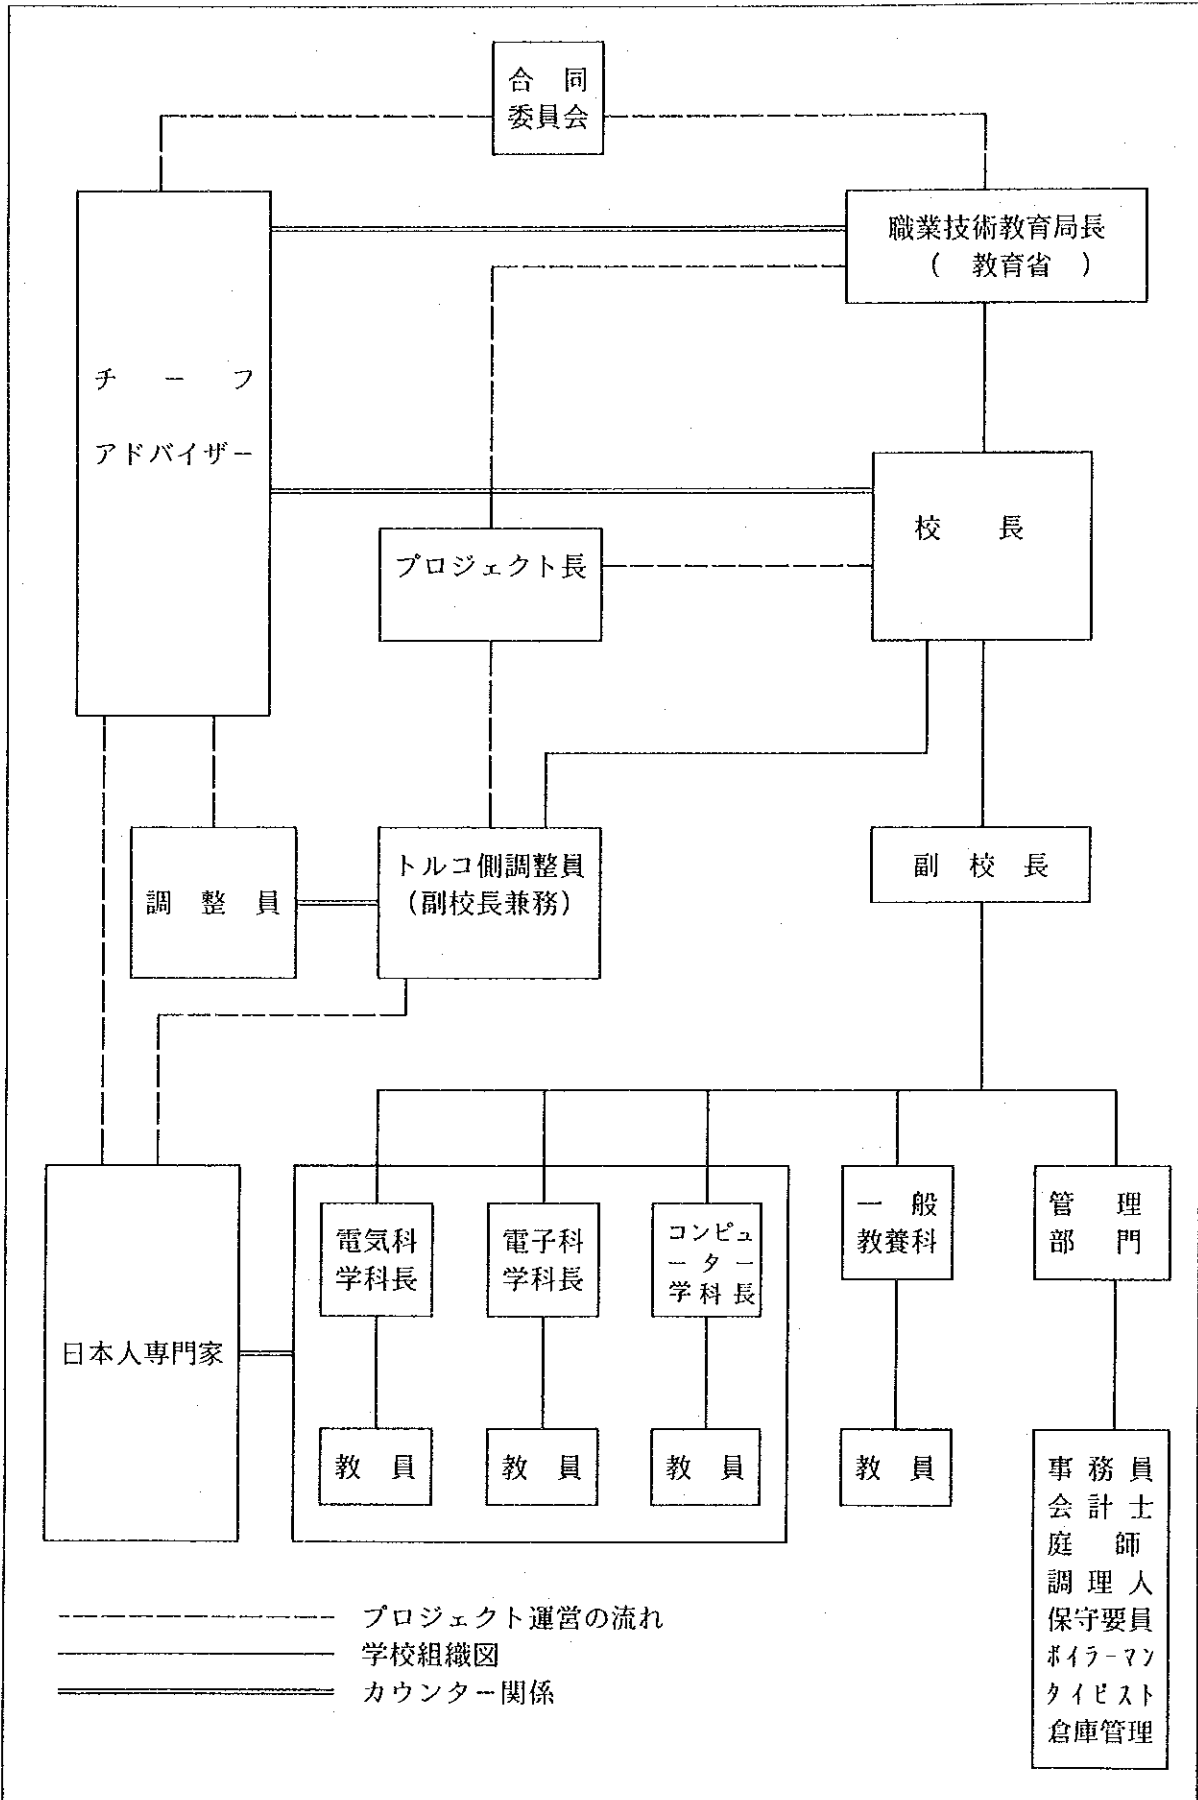 合同
委員会
職業技術教育局長
(教育省)
チーフ
アドバイザー
校長
プロジェクト長
調整員
トルコ側調整員
(副校長兼務)
副校長
日本人専門家
電気科
学科長
電子科
学科長
コンピュ
ーター
学科長
一般
教養科
管理
部門
教員
教員
教員
教員
事務員
会計士
庭師
調理人
保守要員
ボイラーマン
タイピスト
倉庫管理
プロジェクト運営の流れ
学校組織図
カウンター関係